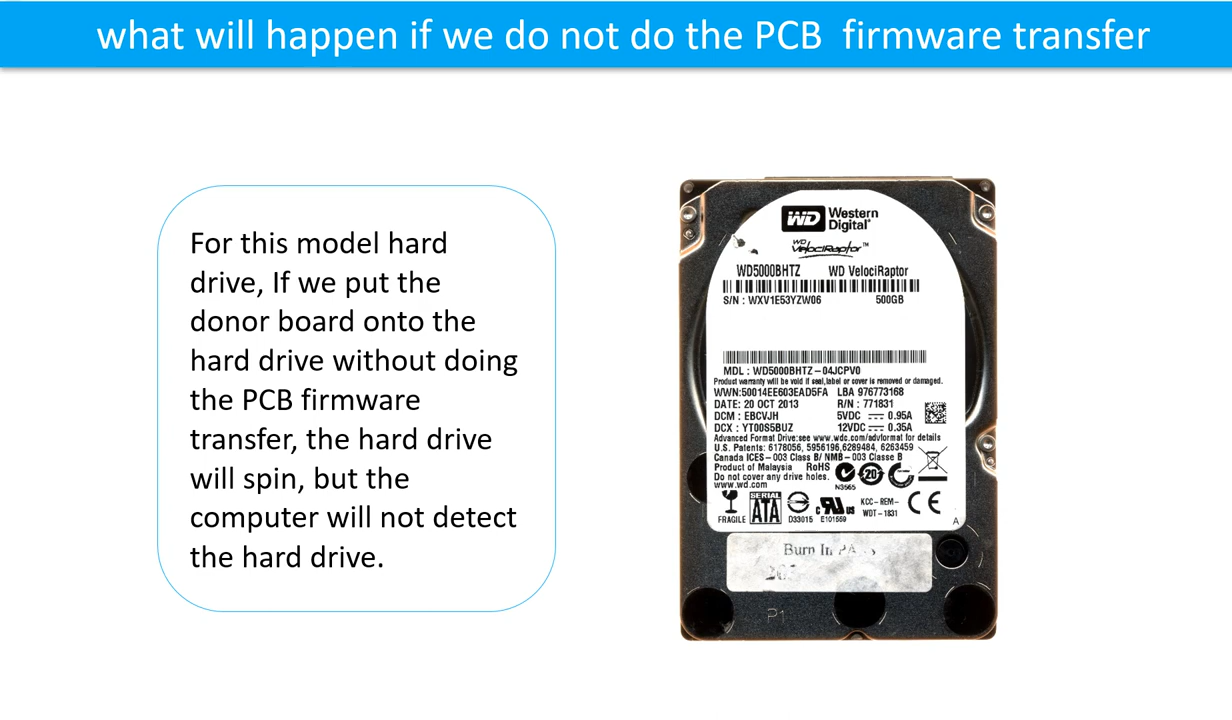 what will happen if we do not do the PCB firmware transfer
For this model hard
drive, If we put the
donor board onto the
hard drive without doing
the PCB firmware
transfer, the hard drive
will spin, but the
computer will not detect
the hard drive.
WD Western
Digital®
WD
VelociRaptor™
WD5000BHTZ WD VelociRaptor
S/N : WXV1E53YZW06 500GB
MDL : WD5000BHTZ-04JCPV0
Product warranty will be void if seal,label or cover is removed or damaged.
WWN:50014EE603EAD5FA LBA 976773168
DATE: 20 OCT 2013 R/N : 771831
DCM : EBCVJH 5VDC 0.95A
DCX : YT00S5BUZ 12VDC 0.35A
Advanced Format Drive:see www.wdc.com/advformat for details
U.S. Patents: 6178056, 5956196,6289484, 6263459
Canada ICES-003 Class B/ NMB-003 Classe B
Product of Malaysia RoHS
Do not cover any drive holes.
www.wd.com
N3565
20
FRAGILE
SERIAL
ATA
D33015
c us
E101559
KCC-REM-
WDT-1831
CE
A
Burn In
P1